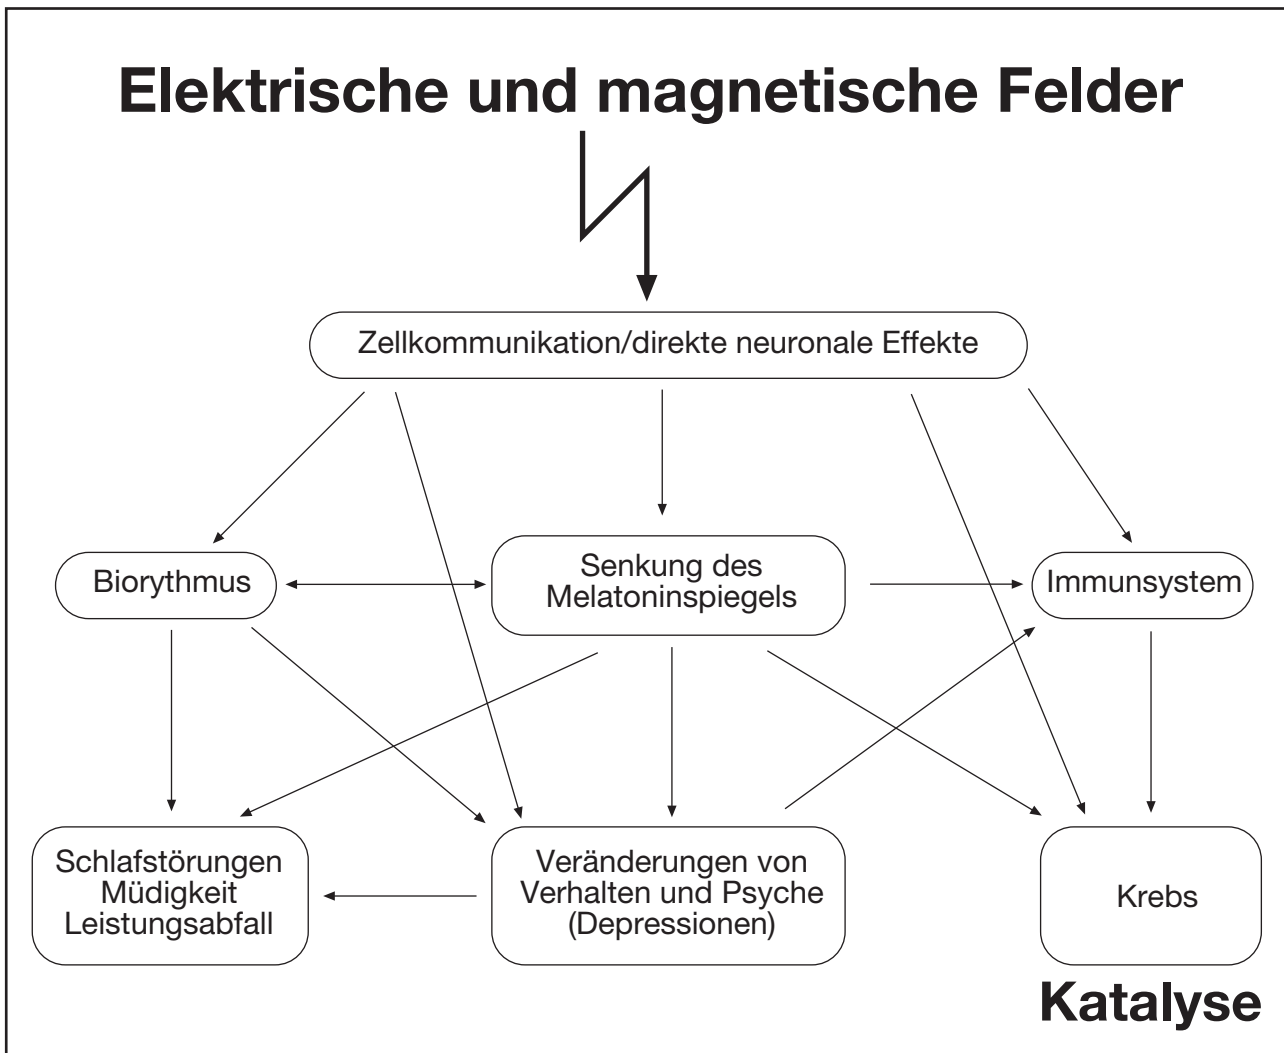 Elektrische und magnetische Felder
Zellkommunikation/direkte neuronale Effekte
Biorythmus
Senkung des
Melatoninspiegels
Immunsystem
Schlafstörungen
Müdigkeit
Leistungsabfall
Veränderungen von
Verhalten und Psyche
(Depressionen)
Krebs
Katalyse